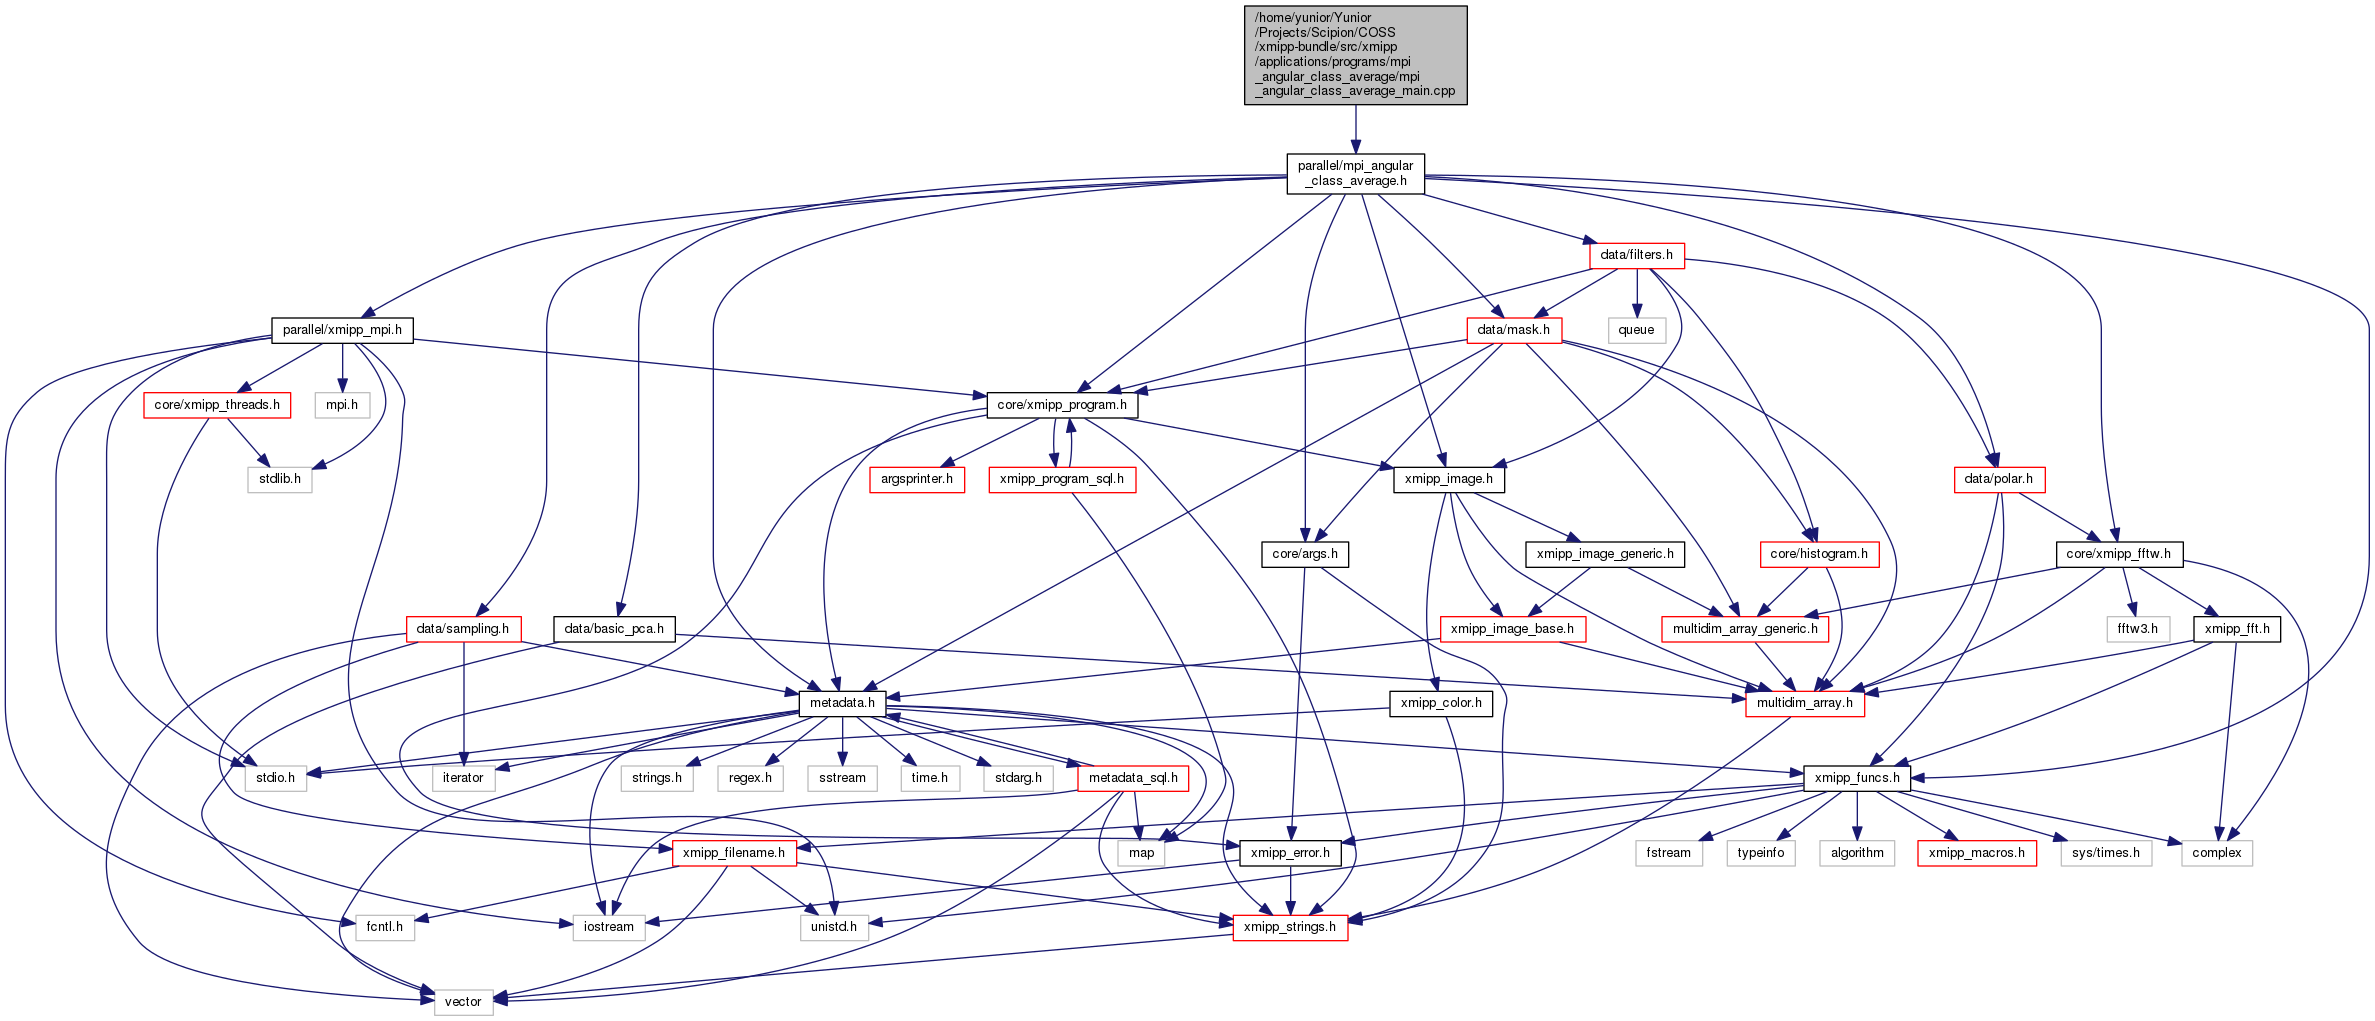 /home/yunior/Yunior
/Projects/Scipion/COSS
/xmipp-bundle/src/xmipp
/applications/programs/mpi
_angular_class_average/mpi
_angular_class_average_main.cpp
parallel/mpi_angular
_class_average.h
data/filters.h
parallel/xmipp_mpi.h
data/mask.h
queue
core/xmipp_threads.h
mpi.h
core/xmipp_program.h
stdlib.h
argsprinter.h
xmipp_program_sql.h
xmipp_image.h
data/polar.h
core/args.h
xmipp_image_generic.h
core/histogram.h
core/xmipp_fftw.h
data/sampling.h
data/basic_pca.h
xmipp_image_base.h
multidim_array_generic.h
fftw3.h
xmipp_fft.h
metadata.h
xmipp_color.h
multidim_array.h
stdio.h
iterator
strings.h
regex.h
sstream
time.h
stdarg.h
metadata_sql.h
xmipp_funcs.h
xmipp_filename.h
map
xmipp_error.h
fstream
typeinfo
algorithm
xmipp_macros.h
sys/times.h
complex
fcntl.h
iostream
unistd.h
xmipp_strings.h
vector